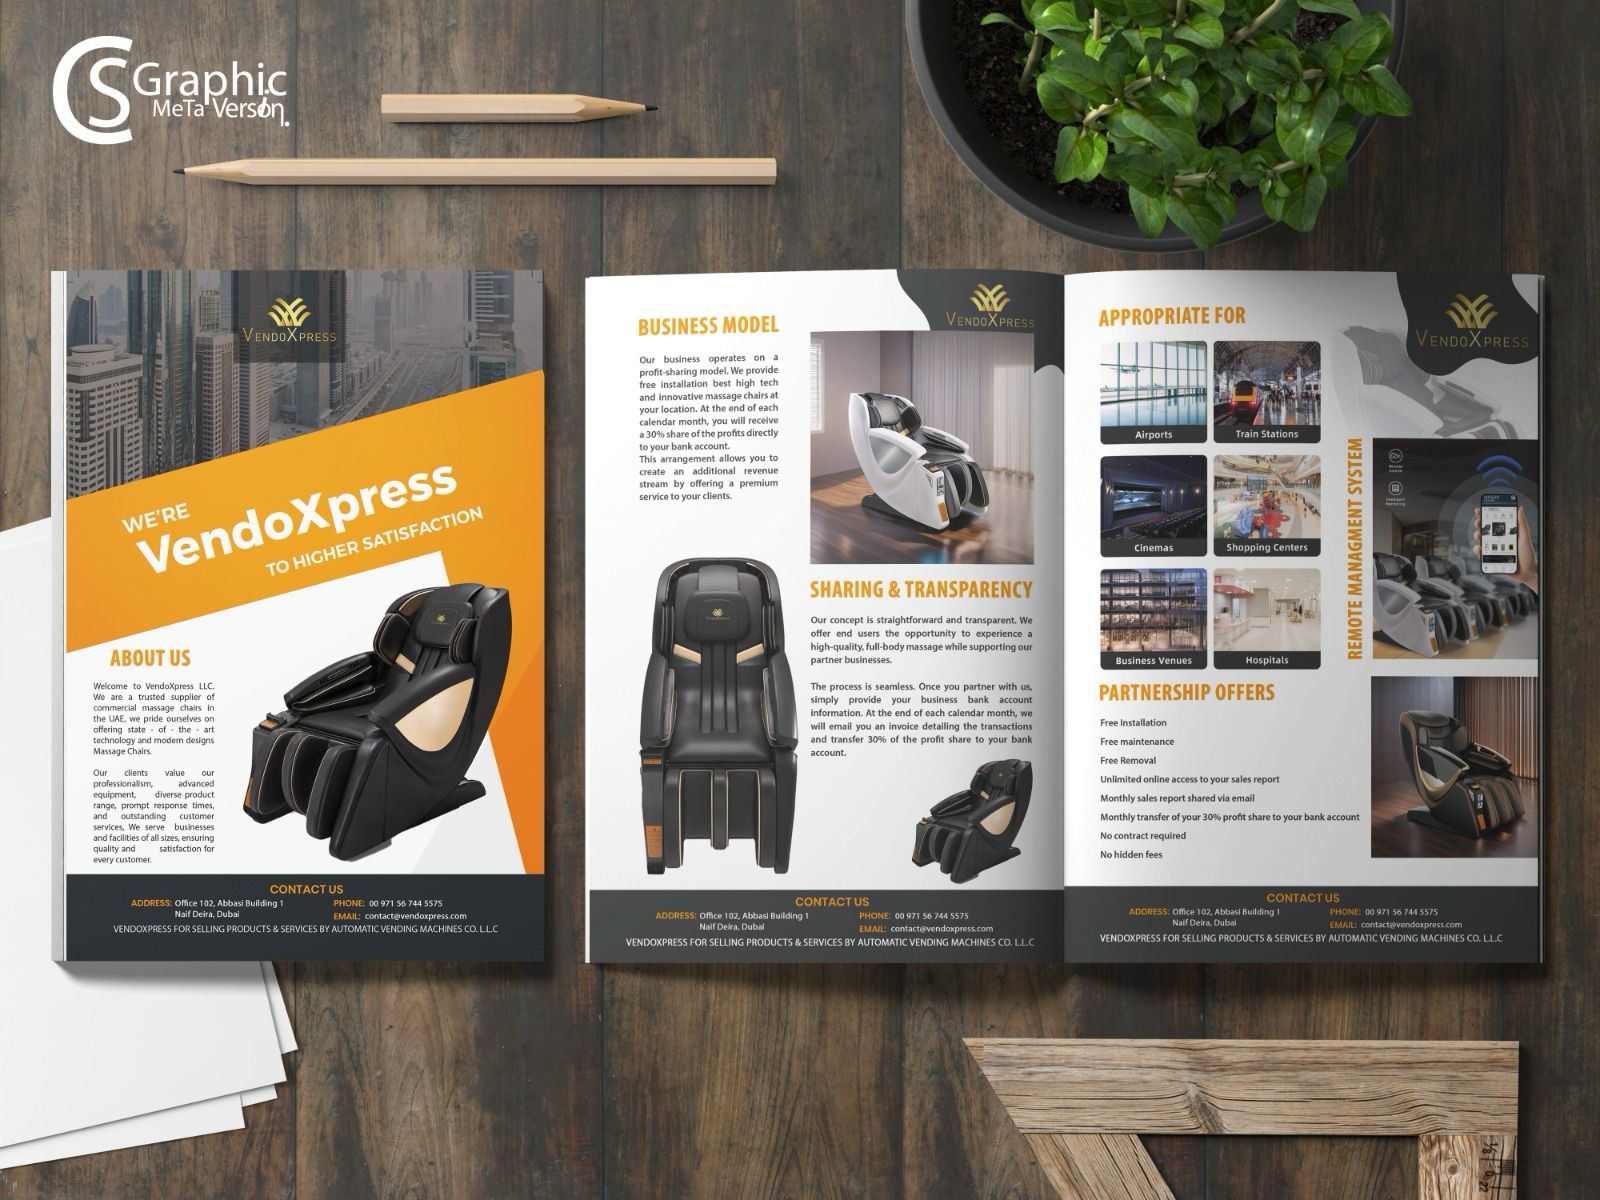 CS Graphic
MeTa Version.
VENDOXPRESS
WE'RE
VendoXpress
TO HIGHER SATISFACTION
ABOUT US
Welcome to VendoXpress LLC.
We are a trusted supplier of
commercial massage chairs in
the UAE, we pride ourselves on
offering state - of - the - art
technology and modern designs
Massage Chairs.
Our clients value our
professionalism, advanced
equipment, diverse product
range, prompt response times,
and outstanding customer
services, We serve businesses
and facilities of all sizes, ensuring
quality and satisfaction for
every customer.
CONTACT US
ADDRESS: Office 102, Abbasi Building 1
Naif Deira, Dubai
PHONE: 00 971 56 744 5575
EMAIL: contact@vendoxpress.com
VENDOXPRESS FOR SELLING PRODUCTS & SERVICES BY AUTOMATIC VENDING MACHINES CO. L.L.C
VENDOXPRESS
BUSINESS MODEL
Our business operates on a
profit-sharing model. We provide
free installation best high tech
and innovative massage chairs at
your location. At the end of each
calendar month, you will receive
a 30% share of the profits directly
to your bank account.
This arrangement allows you to
create an additional revenue
stream by offering a premium
service to your clients.
SHARING & TRANSPARENCY
Our concept is straightforward and transparent. We
offer end users the opportunity to experience a
high-quality, full-body massage while supporting our
partner businesses.
The process is seamless. Once you partner with us,
simply provide your business bank account
information. At the end of each calendar month, we
will email you an invoice detailing the transactions
and transfer 30% of the profit share to your bank
account.
CONTACT US
ADDRESS: Office 102, Abbasi Building 1
Naif Deira, Dubai
PHONE: 00 971 56 744 5575
EMAIL: contact@vendoxpress.com
VENDOXPRESS FOR SELLING PRODUCTS & SERVICES BY AUTOMATIC VENDING MACHINES CO. L.L.C
VENDOXPRESS
APPROPRIATE FOR
Airports
Train Stations
Cinemas
Shopping Centers
Business Venues
Hospitals
REMOTE MANAGMENT SYSTEM
PARTNERSHIP OFFERS
Free Installation
Free maintenance
Free Removal
Unlimited online access to your sales report
Monthly sales report shared via email
Monthly transfer of your 30% profit share to your bank account
No contract required
No hidden fees
CONTACT US
ADDRESS: Office 102, Abbasi Building 1
Naif Deira, Dubai
PHONE: 00 971 56 744 5575
EMAIL: contact@vendoxpress.com
VENDOXPRESS FOR SELLING PRODUCTS & SERVICES BY AUTOMATIC VENDING MACHINES CO. L.L.C